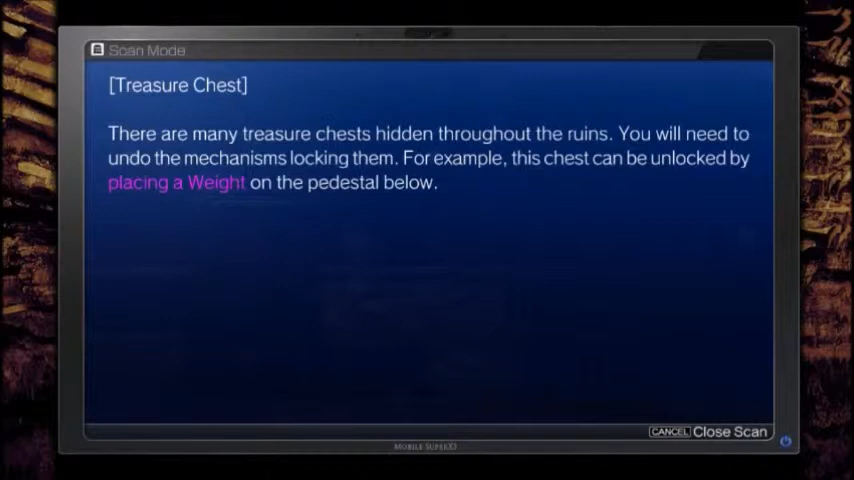 Scan Mode
[Treasure Chest]
There are many treasure chests hidden throughout the ruins. You will need to
undo the mechanisms locking them. For example, this chest can be unlocked by
placing a Weight on the pedestal below.
CANCEL Close Scan